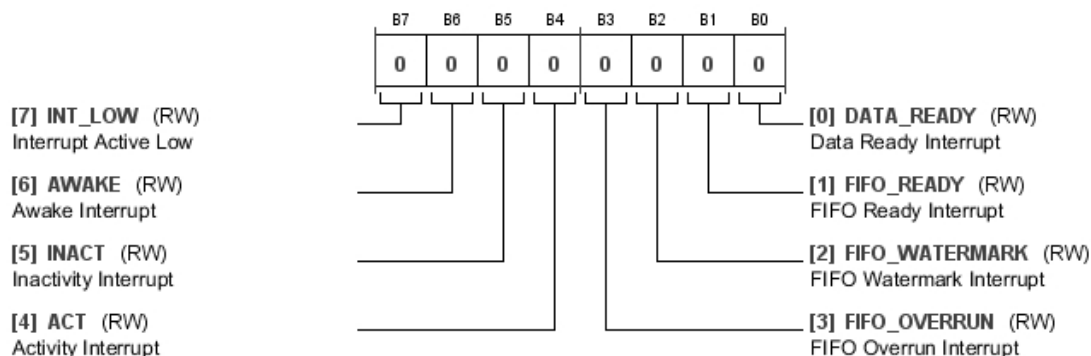 B7 B6 B5 B4 B3 B2 B1 B0
0 0 0 0 0 0 0 0
[7] INT_LOW (RW)
Interrupt Active Low
[6] AWAKE (RW)
Awake Interrupt
[5] INACT (RW)
Inactivity Interrupt
[4] ACT (RW)
Activity Interrupt
[0] DATA_READY (RW)
Data Ready Interrupt
[1] FIFO_READY (RW)
FIFO Ready Interrupt
[2] FIFO_WATERMARK (RW)
FIFO Watermark Interrupt
[3] FIFO_OVERRUN (RW)
FIFO Overrun Interrupt